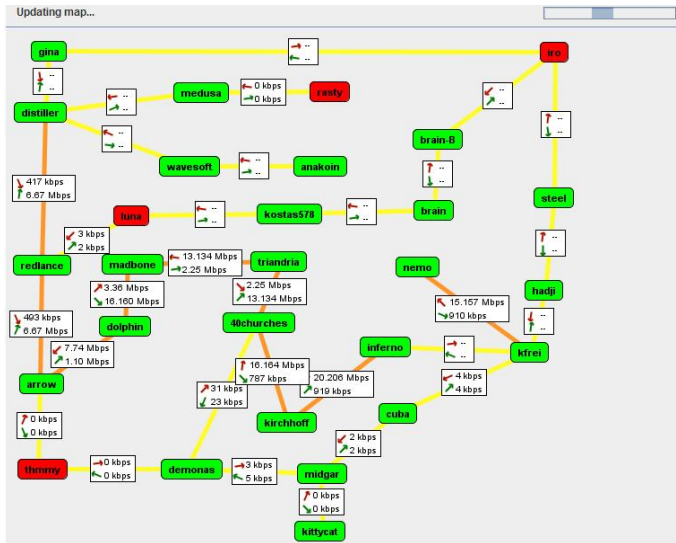 Updating map...
gina
--
--
iro
--
--
medusa
0 kbps
0 kbps
rasty
--
--
--
--
distiller
brain-B
--
--
--
--
wavesoft
--
--
anakoin
--
--
417 kbps
6.67 Mbps
steel
luna
--
--
kostas578
--
--
brain
3 kbps
2 kbps
--
--
redlance
madbone
13.134 Mbps
2.25 Mbps
triandria
nemo
3.36 Mbps
16.160 Mbps
2.25 Mbps
13.134 Mbps
hadji
15.157 Mbps
910 kbps
493 kbps
6.67 Mbps
dolphin
40churches
--
--
7.74 Mbps
1.10 Mbps
inferno
--
--
kfrei
16.164 Mbps
787 kbps
arrow
31 kbps
23 kbps
20.206 Mbps
919 kbps
4 kbps
4 kbps
0 kbps
0 kbps
kirchhoff
cuba
2 kbps
2 kbps
thmmy
0 kbps
0 kbps
demonas
3 kbps
5 kbps
midgar
0 kbps
0 kbps
kittycat